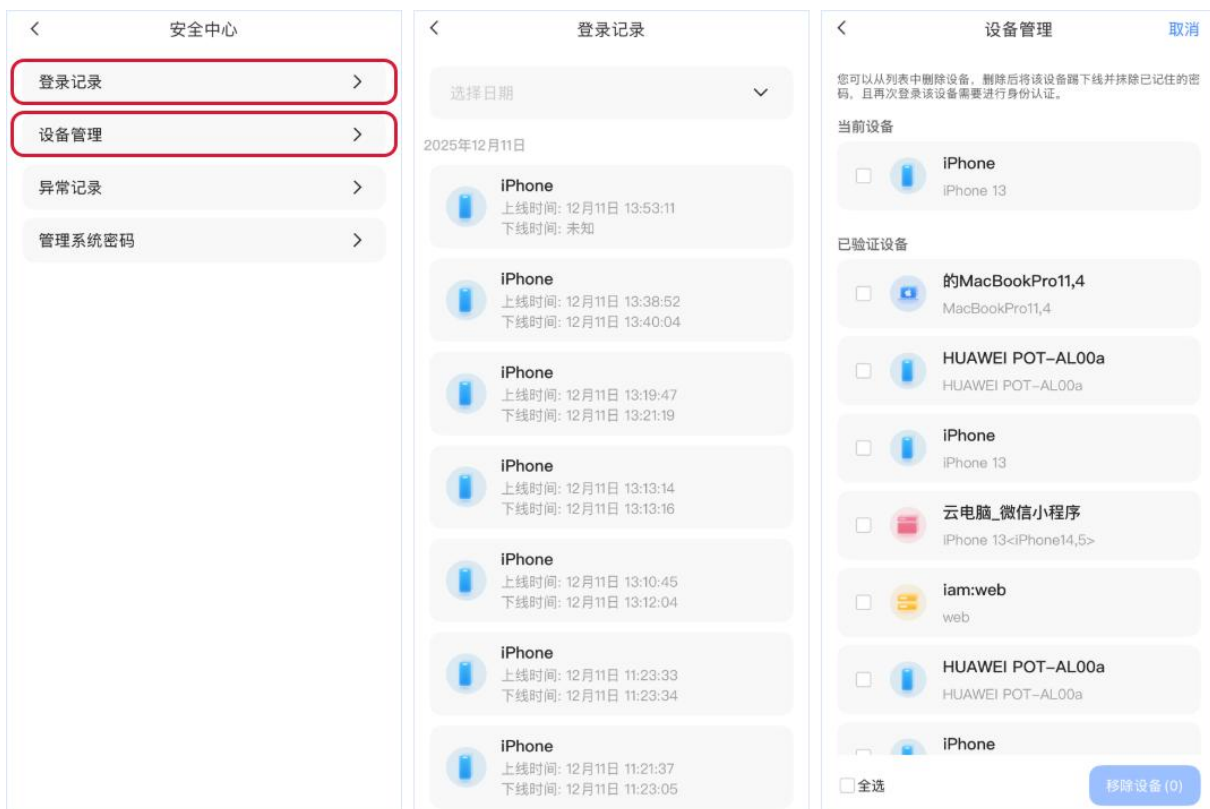 安全中心
登录记录
设备管理
异常记录
管理系统密码
登录记录
选择日期
2025年12月11日
iPhone
上线时间: 12月11日 13:53:11
下线时间: 未知
iPhone
上线时间: 12月11日 13:38:52
下线时间: 12月11日 13:40:04
iPhone
上线时间: 12月11日 13:19:47
下线时间: 12月11日 13:21:19
iPhone
上线时间: 12月11日 13:13:14
下线时间: 12月11日 13:13:16
iPhone
上线时间: 12月11日 13:10:45
下线时间: 12月11日 13:12:04
iPhone
上线时间: 12月11日 11:23:33
下线时间: 12月11日 11:23:34
iPhone
上线时间: 12月11日 11:21:37
下线时间: 12月11日 11:23:05
设备管理
取消
您可以从列表中删除设备，删除后将该设备踢下线并抹除已记住的密
码，且再次登录该设备需要进行身份认证。
当前设备
iPhone
iPhone 13
已验证设备
的MacBookPro11,4
MacBookPro11,4
HUAWEI POT-AL00a
HUAWEI POT-AL00a
iPhone
iPhone 13
云电脑_微信小程序
iPhone 13<iPhone14,5>
iam:web
web
HUAWEI POT-AL00a
HUAWEI POT-AL00a
iPhone
全选
移除设备(0)